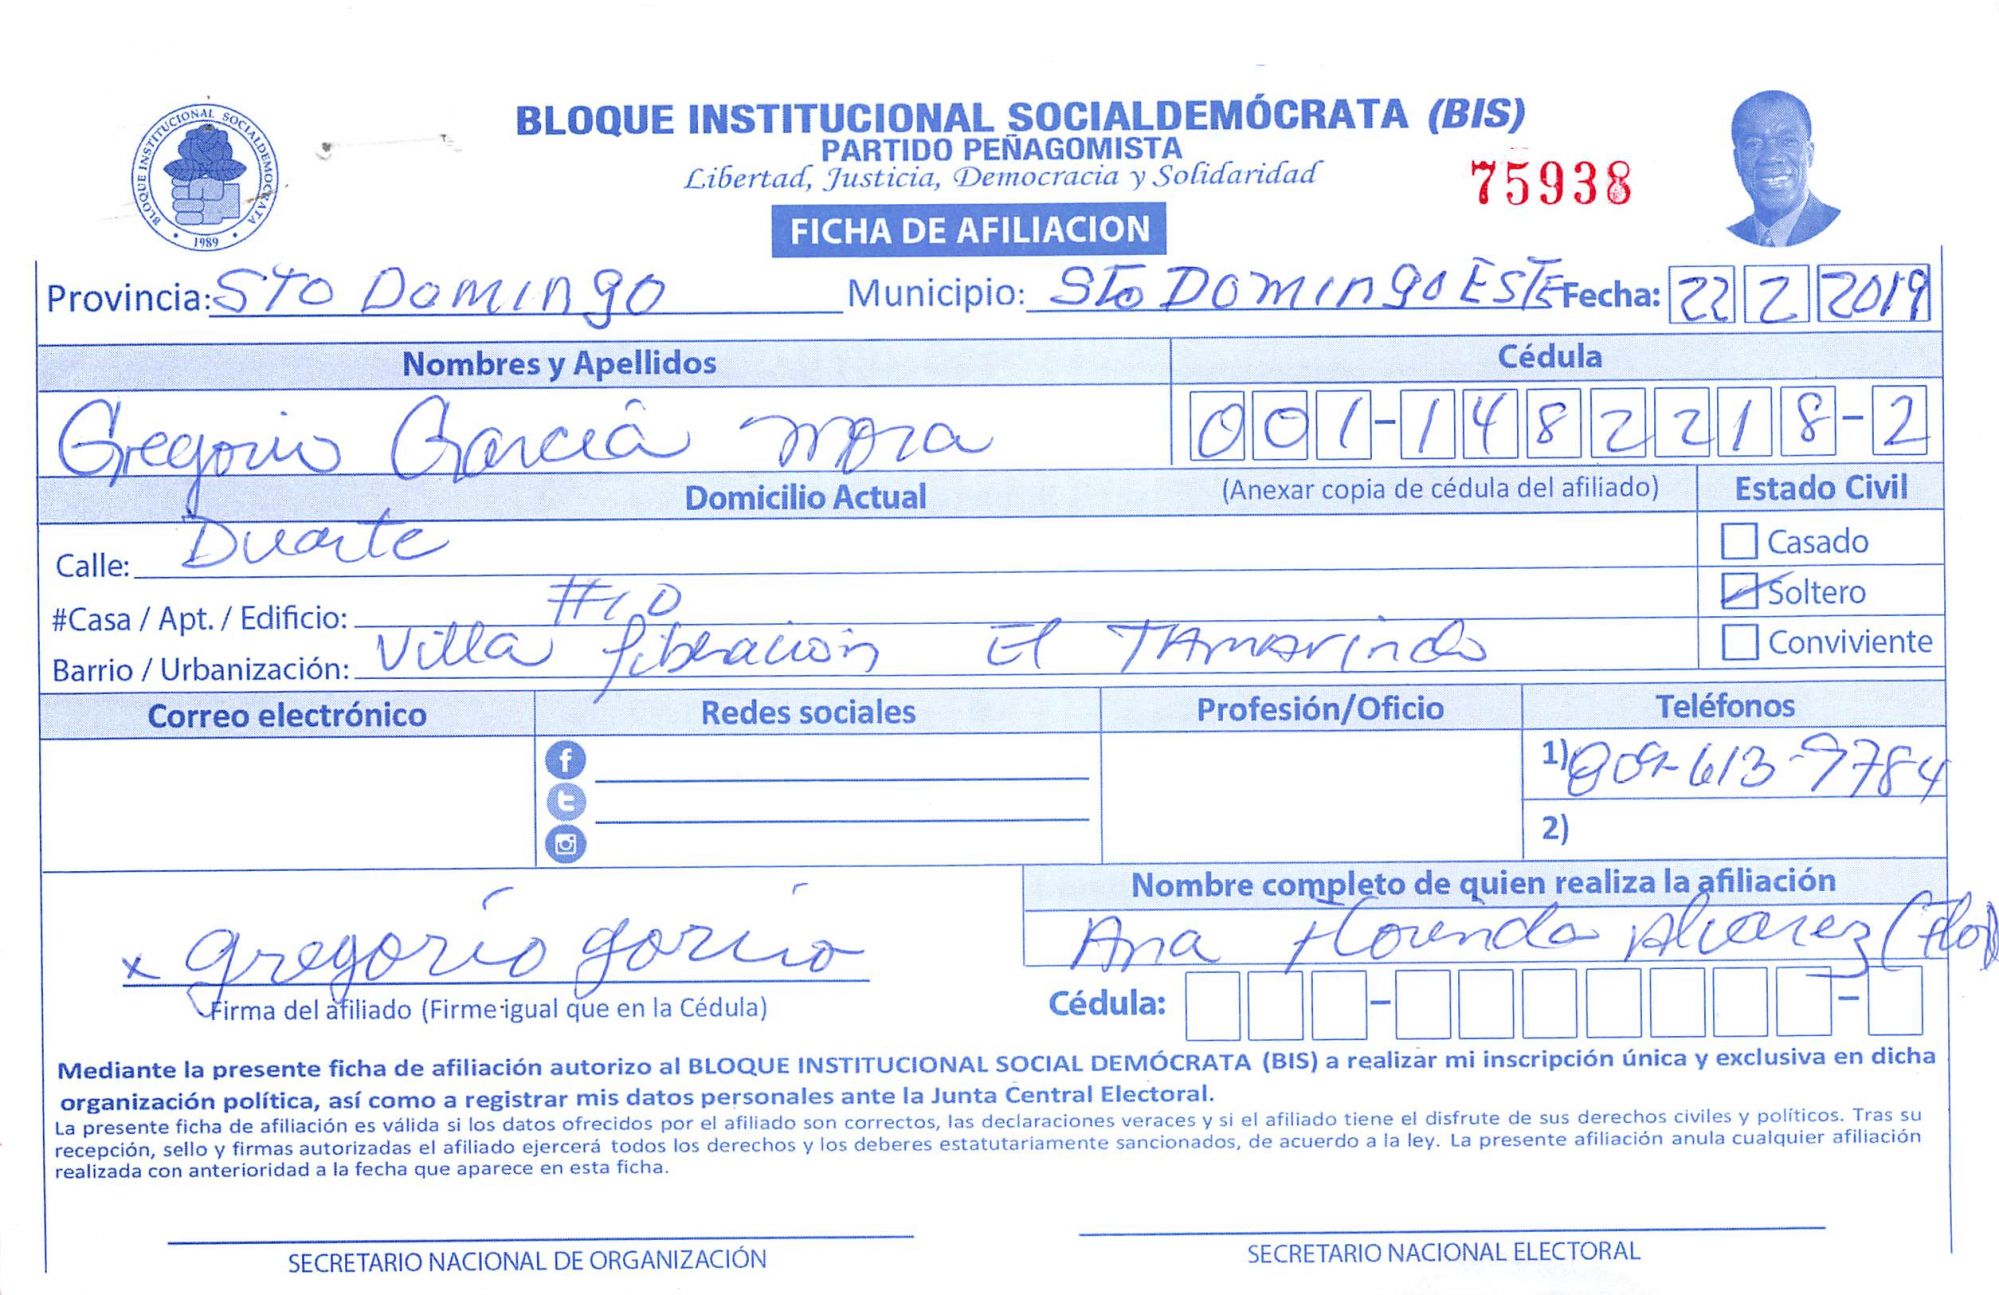 BLOQUE INSTITUCIONAL SOCIALDEMÓCRATA (BIS)
PARTIDO PEÑAGOMISTA
Libertad, Justicia, Democracia y Solidaridad
75938
BLOQUE INSTITUCIONAL SOCIALDEMOCRATA
1989
FICHA DE AFILIACION
Provincia: STO DOMINgO Municipio: STo DOMINgO ESTE Fecha: 22 2 2019
Nombres y Apellidos Cédula
Gregorio García Mora 001-1482218-2
Domicilio Actual (Anexar copia de cédula del afiliado) Estado Civil
Calle: Duarte Casado
#Casa / Apt. / Edificio: #10 Soltero
Barrio / Urbanización: Villa Liberación El TAMArindo Conviviente
Correo electrónico Redes sociales Profesión/Oficio Teléfonos
1) 809-613-9784
2)
Nombre completo de quien realiza la afiliación
Ana Florinda Alvarez (Flor)
x gregorio garcia
Firma del afiliado (Firme igual que en la Cédula) Cédula: - -
Mediante la presente ficha de afiliación autorizo al BLOQUE INSTITUCIONAL SOCIAL DEMÓCRATA (BIS) a realizar mi inscripción única y exclusiva en dicha
organización política, así como a registrar mis datos personales ante la Junta Central Electoral.
La presente ficha de afiliación es válida si los datos ofrecidos por el afiliado son correctos, las declaraciones veraces y si el afiliado tiene el disfrute de sus derechos civiles y políticos. Tras su
recepción, sello y firmas autorizadas el afiliado ejercerá todos los derechos y los deberes estatutariamente sancionados, de acuerdo a la ley. La presente afiliación anula cualquier afiliación
realizada con anterioridad a la fecha que aparece en esta ficha.
SECRETARIO NACIONAL DE ORGANIZACIÓN SECRETARIO NACIONAL ELECTORAL